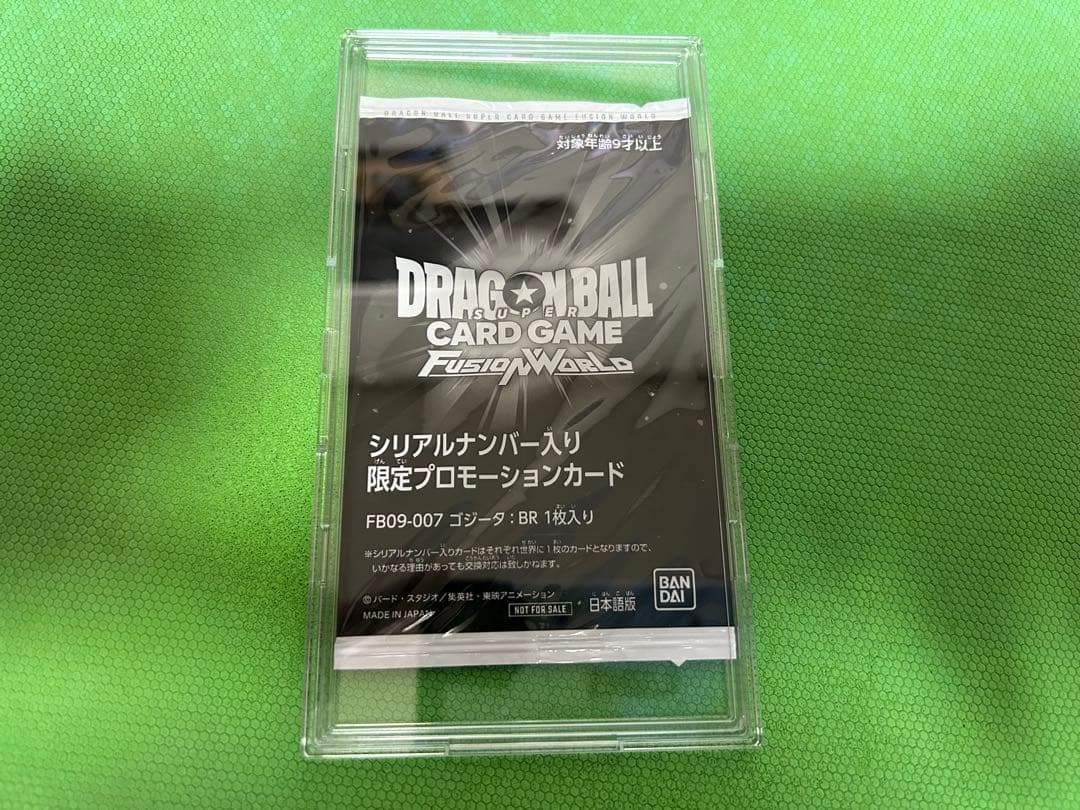 DRAGON BALL SUPER CARD GAME FUSION WORLD
対象年齢9才以上
DRAGON BALL
SUPER
CARD GAME
FUSION WORLD
シリアルナンバー入り
限定プロモーションカード
FB09-007 ゴジータ：BR 1枚入り
※シリアルナンバー入りカードはそれぞれ世界に1枚のカードとなりますので、
いかなる理由があっても交換対応は致しかねます。
©バード・スタジオ／集英社・東映アニメーション
MADE IN JAPAN
NOT FOR SALE
日本語版
BAN
DAI